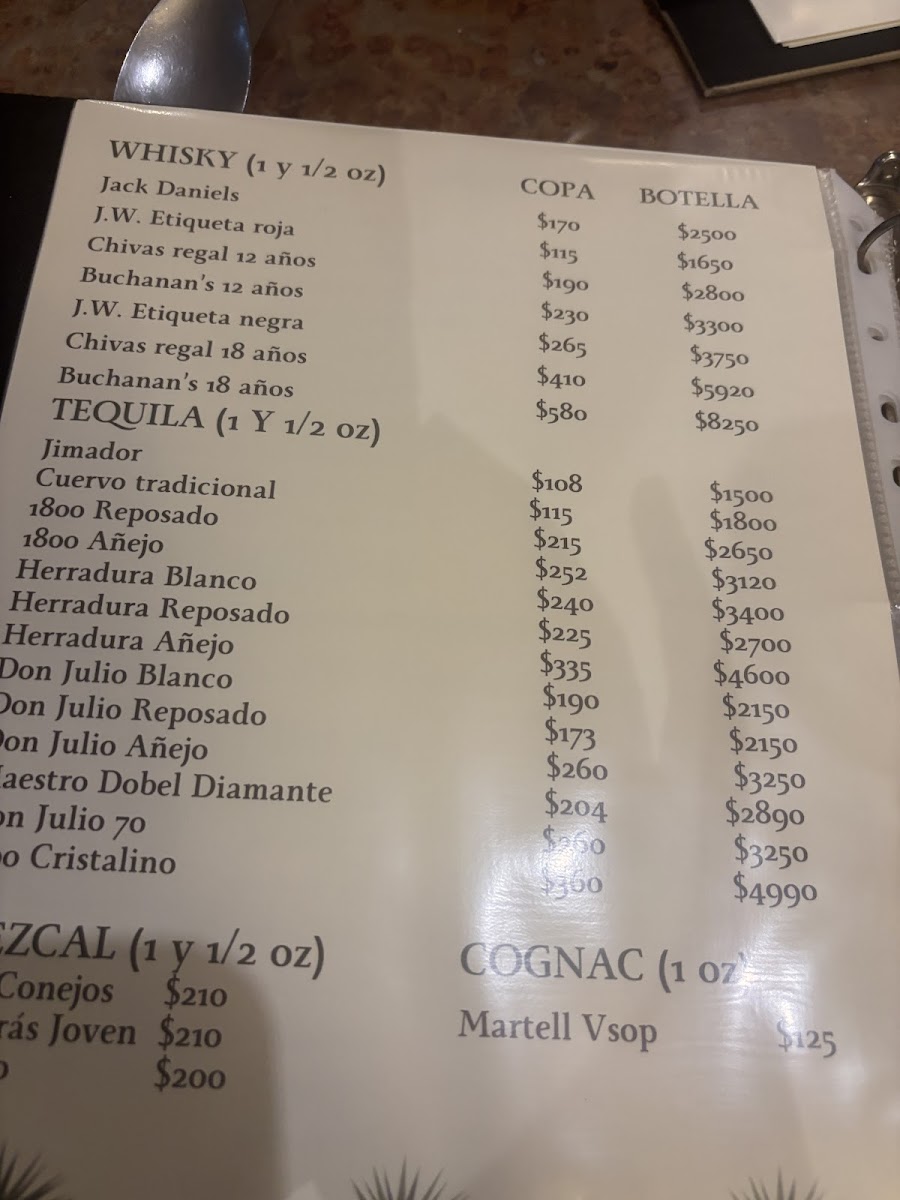 WHISKY (1 y 1/2 oz) COPA BOTELLA
Jack Daniels $170 $2500
J.W. Etiqueta roja $115 $1650
Chivas regal 12 años $190 $2800
Buchanan's 12 años $230 $3300
J.W. Etiqueta negra $265 $3750
Chivas regal 18 años $410 $5920
Buchanan's 18 años $580 $8250
TEQUILA (1 Y 1/2 oz)
Jimador $108 $1500
Cuervo tradicional $115 $1800
1800 Reposado $215 $2650
1800 Añejo $252 $3120
Herradura Blanco $240 $3400
Herradura Reposado $225 $2700
Herradura Añejo $335 $4600
Don Julio Blanco $190 $2150
Don Julio Reposado $173 $2150
Don Julio Añejo $260 $3250
aestro Dobel Diamante $204 $2890
on Julio 70 $260 $3250
Cristalino $360 $4990
EZCAL (1 y 1/2 oz)
Conejos $210
rás Joven $210
$200
COGNAC (1 oz)
Martell Vsop $125